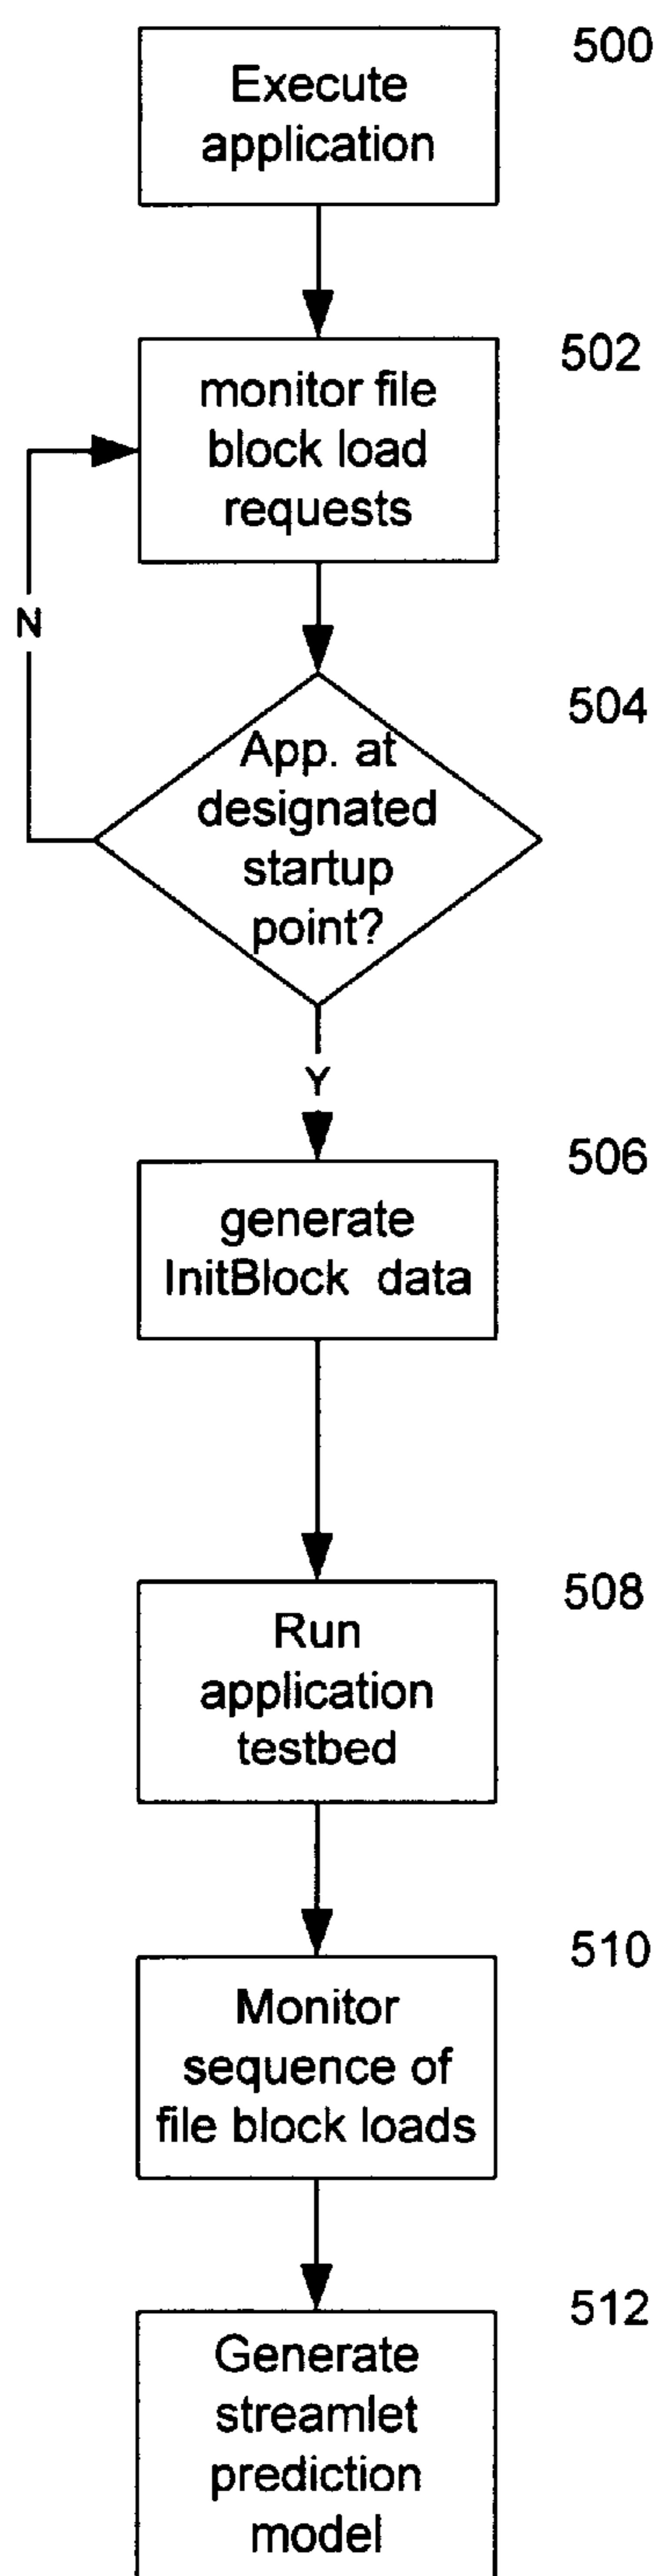 500
Execute
application
502
monitor file
block load
requests
N
504
App. at
designated
startup
point?
Y
506
generate
InitBlock data
508
Run
application
testbed
510
Monitor
sequence of
file block loads
512
Generate
streamlet
prediction
model